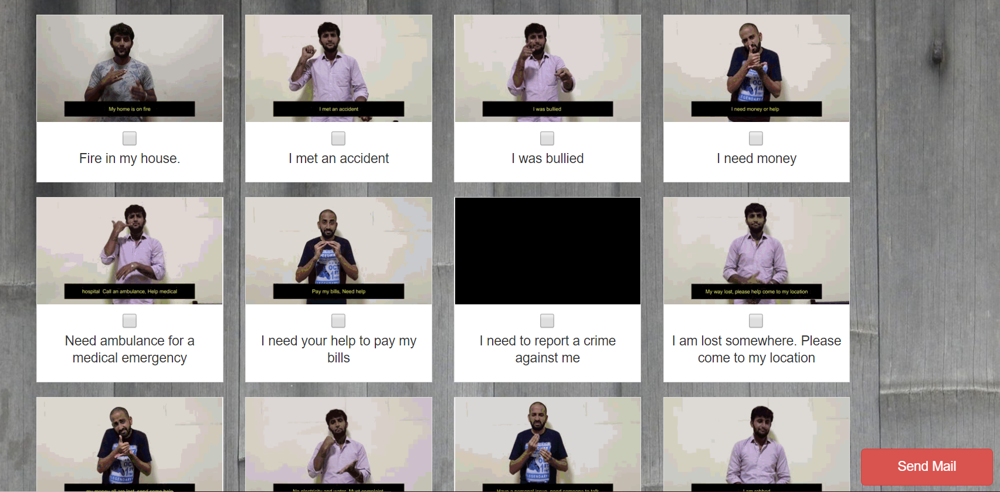 My home is on fire
I met an accident
I was bullied
I need money or help
LEGENDARY
Fire in my house.
I met an accident
I was bullied
I need money
hospital Call an ambulance, Help medical
Pay my bills, Need help
My way lost, please help come to my location
Need ambulance for a
medical emergency
I need your help to pay my
bills
I need to report a crime
against me
I am lost somewhere. Please
come to my location
my money all are lost, send some help
No electricity and water. Must complaint
Have a personal issue, need someone to talk
I am robbed
Send Mail